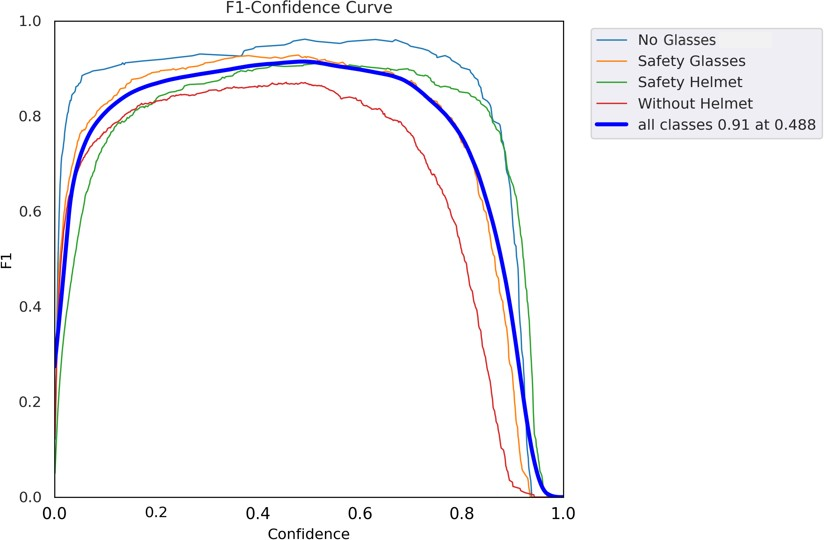 F1-Confidence Curve
1.0
0.8
0.6
0.4
0.2
0.0
F1
0.0 0.2 0.4 0.6 0.8 1.0
Confidence
No Glasses
Safety Glasses
Safety Helmet
Without Helmet
all classes 0.91 at 0.488